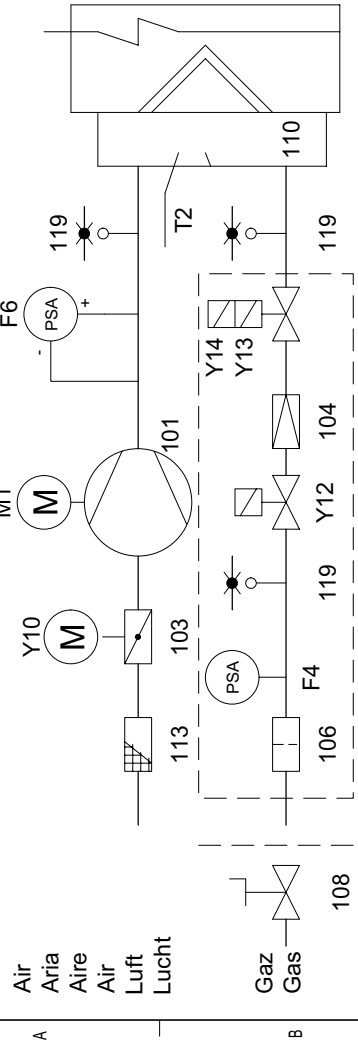 A
B
Air
Aria
Aire
Air
Luft
Lucht
Gaz
Gas
Y10
M
M1
M
F6
PSA
-
+
119
113
103
101
T2
110
108
106
PSA
F4
119
Y12
104
Y14
Y13
119